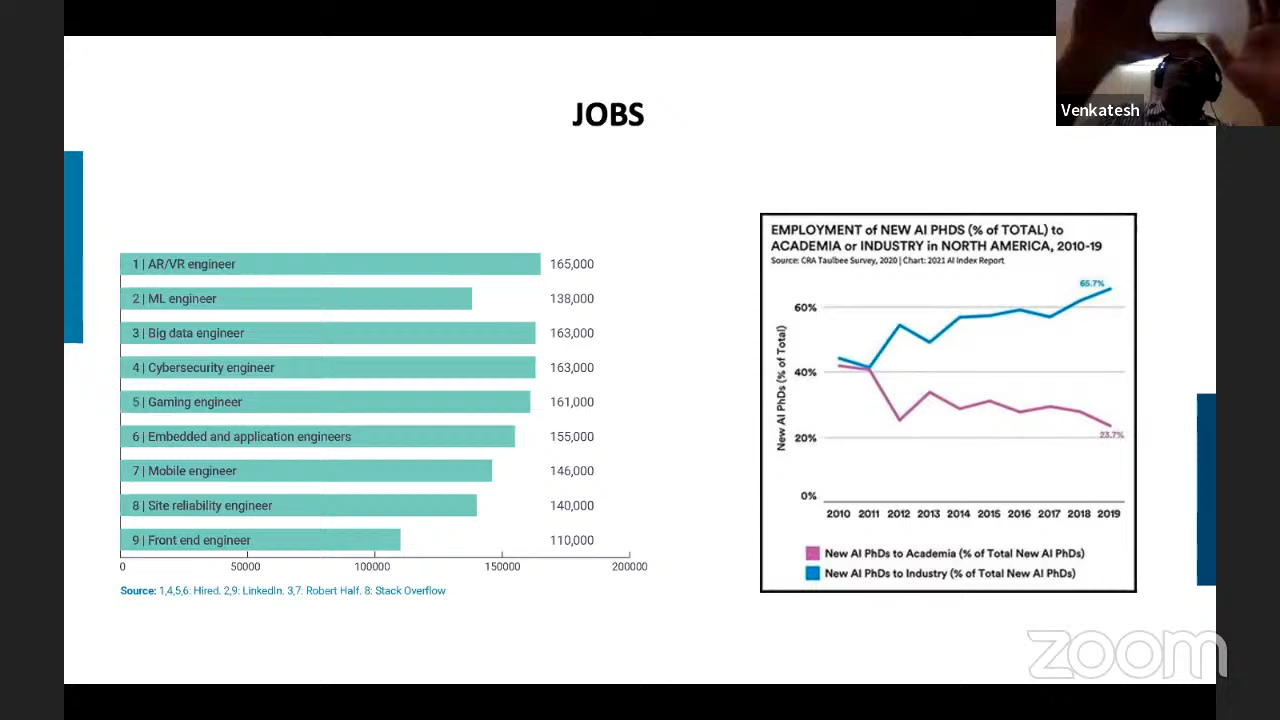 Venkatesh
JOBS
1 | AR/VR engineer 165,000
2 | ML engineer 138,000
3 | Big data engineer 163,000
4 | Cybersecurity engineer 163,000
5 | Gaming engineer 161,000
6 | Embedded and application engineers 155,000
7 | Mobile engineer 146,000
8 | Site reliability engineer 140,000
9 | Front end engineer 110,000
0 50000 100000 150000 200000
Source: 1,4,5,6: Hired. 2,9: LinkedIn. 3,7: Robert Half. 8: Stack Overflow
EMPLOYMENT of NEW AI PHDS (% of TOTAL) to
ACADEMIA or INDUSTRY in NORTH AMERICA, 2010-19
Source: CRA Taulbee Survey, 2020 | Chart: 2021 AI Index Report
New AI PhDs (% of Total)
65.7%
60%
40%
23.7%
20%
0%
2010 2011 2012 2013 2014 2015 2016 2017 2018 2019
New AI PhDs to Academia (% of Total New AI PhDs)
New AI PhDs to Industry (% of Total New AI PhDs)
zoom